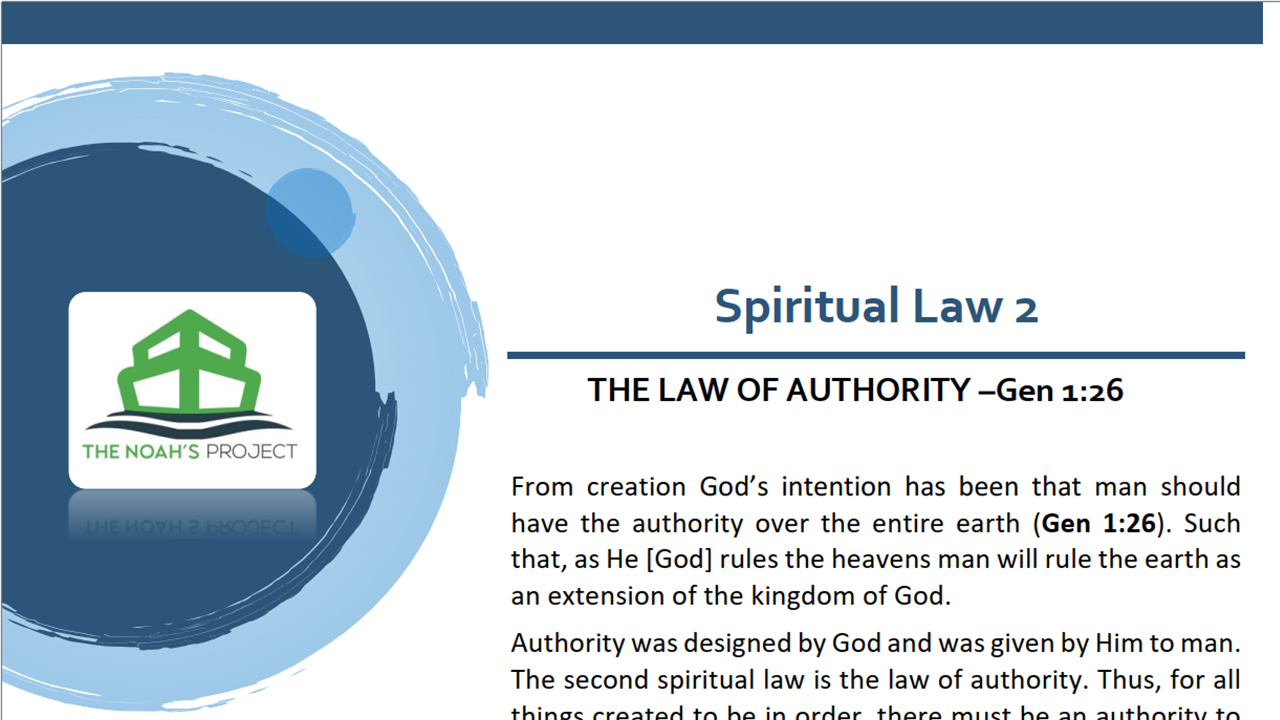 THE NOAH'S PROJECT
THE NOAH'S PROJECT
Spiritual Law 2
THE LAW OF AUTHORITY –Gen 1:26
From creation God’s intention has been that man should
have the authority over the entire earth (Gen 1:26). Such
that, as He [God] rules the heavens man will rule the earth as
an extension of the kingdom of God.
Authority was designed by God and was given by Him to man.
The second spiritual law is the law of authority. Thus, for all
things created to be in order, there must be an authority to